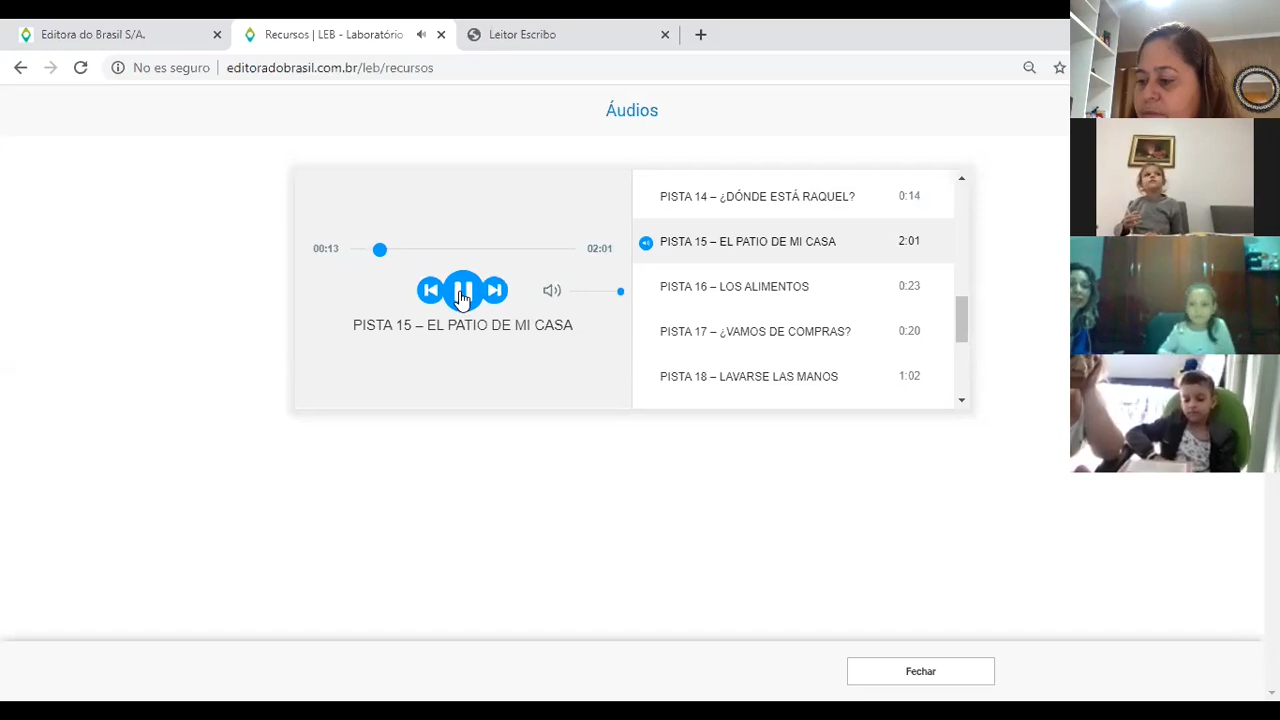 Editora do Brasil S/A.
Recursos | LEB - Laboratório
Leitor Escribo
No es seguro
editoradobrasil.com.br/leb/recursos
Áudios
00:13
02:01
PISTA 15 – EL PATIO DE MI CASA
PISTA 14 – ¿DÓNDE ESTÁ RAQUEL? 0:14
PISTA 15 – EL PATIO DE MI CASA 2:01
PISTA 16 – LOS ALIMENTOS 0:23
PISTA 17 – ¿VAMOS DE COMPRAS? 0:20
PISTA 18 – LAVARSE LAS MANOS 1:02
Fechar